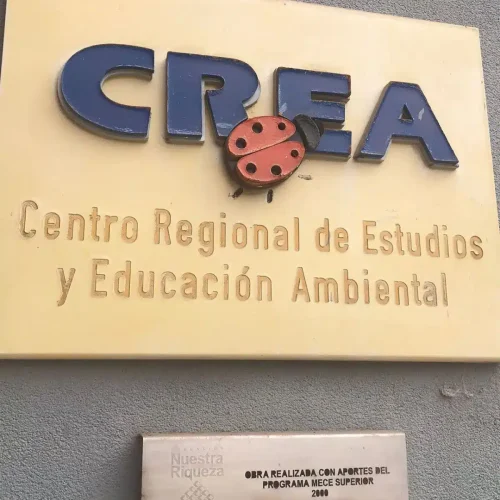 CREA
Centro Regional de Estudios
y Educación Ambiental
Nuestra
Riqueza
OBRA REALIZADA CON APORTES DEL
PROGRAMA MECE SUPERIOR
2000